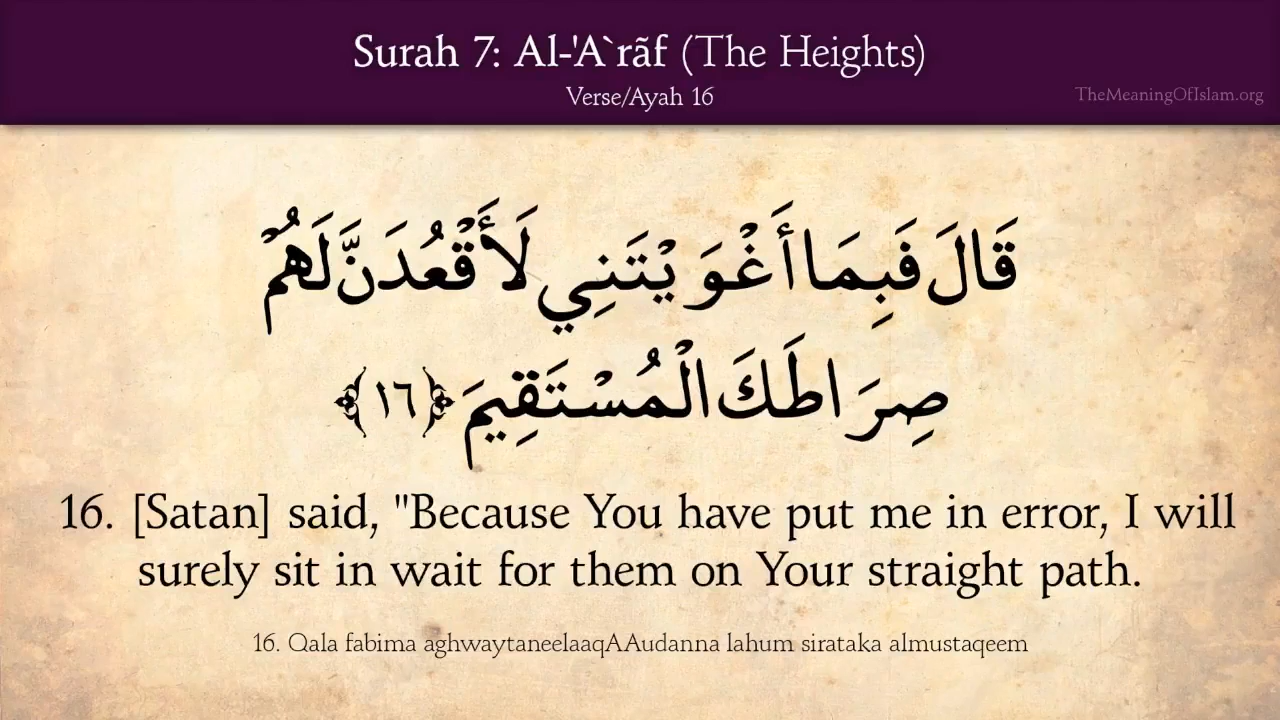 Surah 7: Al-'A`rãf (The Heights)
Verse/Ayah 16
TheMeaningOfIslam.org
قَالَ فَبِمَا أَغْوَيْتَنِي لَأَقْعُدَنَّ لَهُمْ
صِرَاطَكَ الْمُسْتَقِيمَ ﴿١٦﴾
16. [Satan] said, "Because You have put me in error, I will
surely sit in wait for them on Your straight path.
16. Qala fabima aghwaytaneelaaqAAudanna lahum sirataka almustaqeem